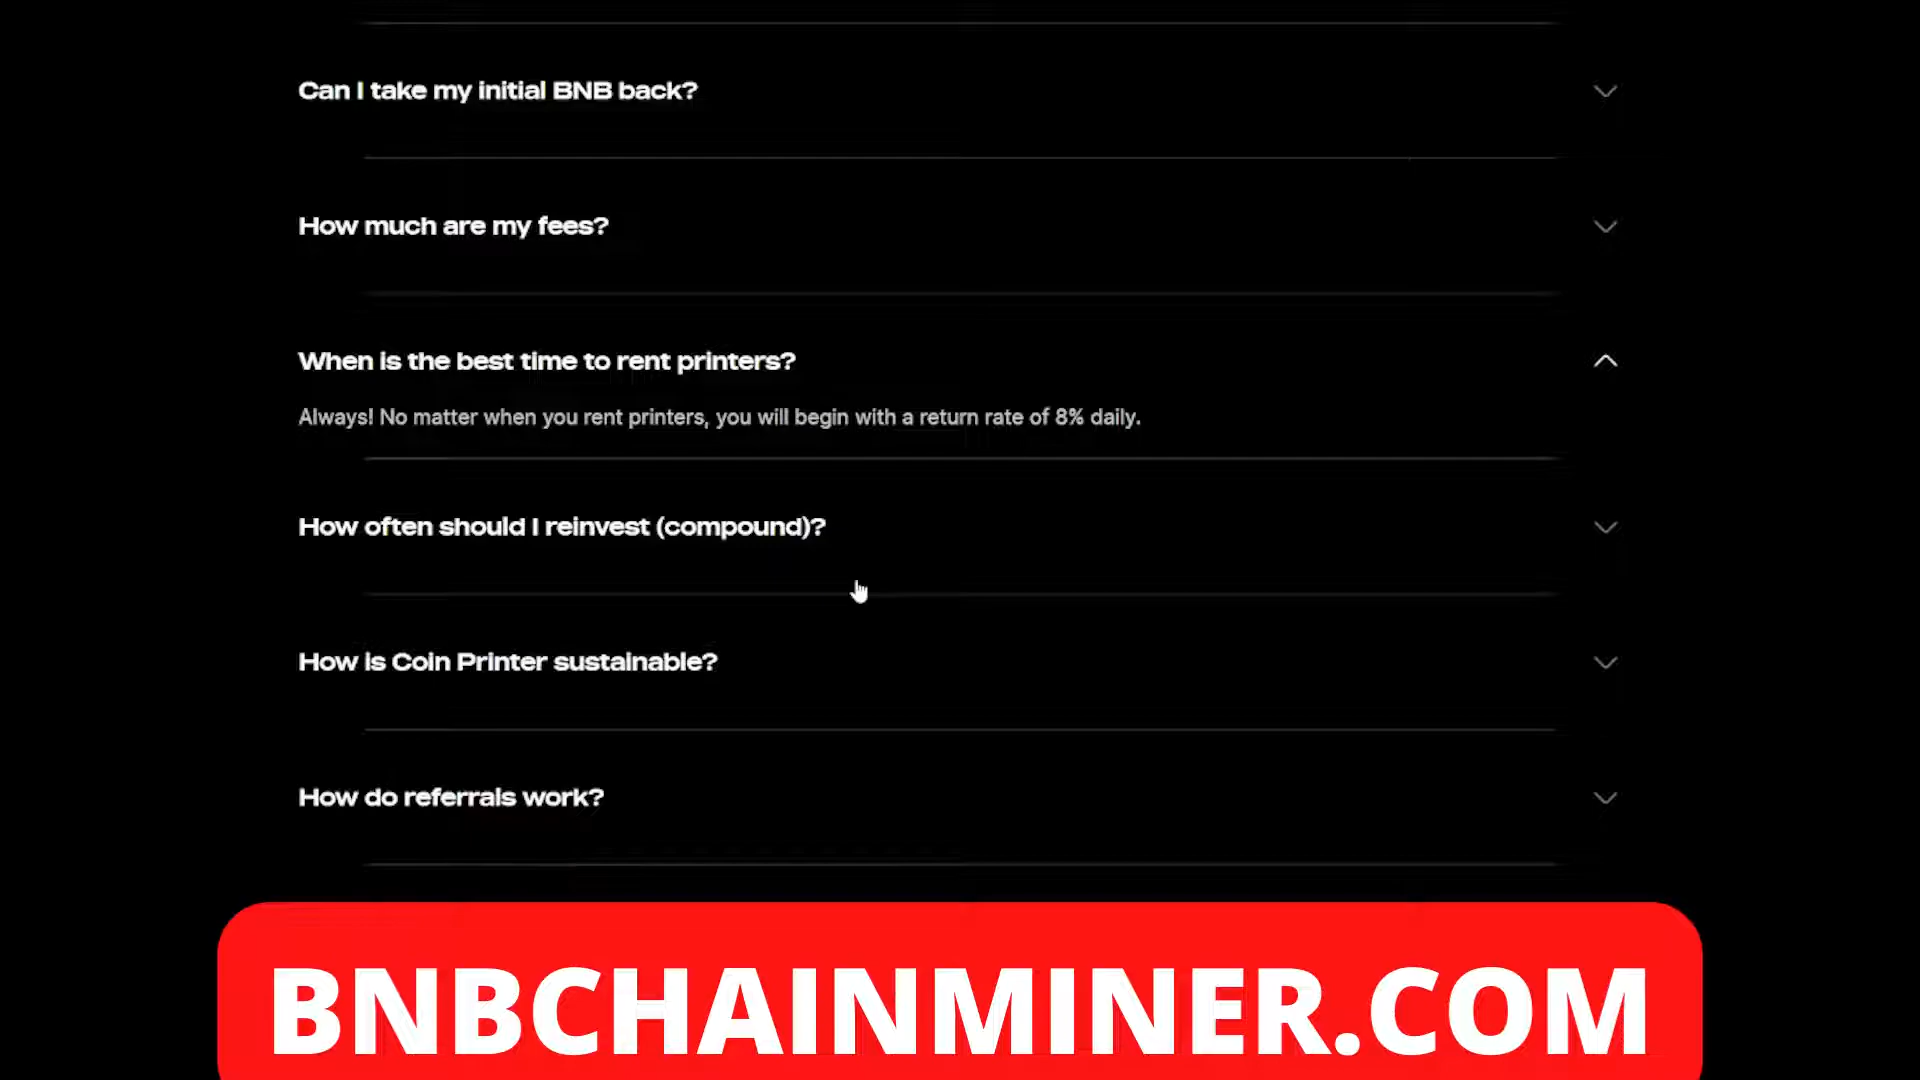 Can I take my initial BNB back?
How much are my fees?
When is the best time to rent printers?
Always! No matter when you rent printers, you will begin with a return rate of 8% daily.
How often should I reinvest (compound)?
How is Coin Printer sustainable?
How do referrals work?
BNBCHAINMINER.COM